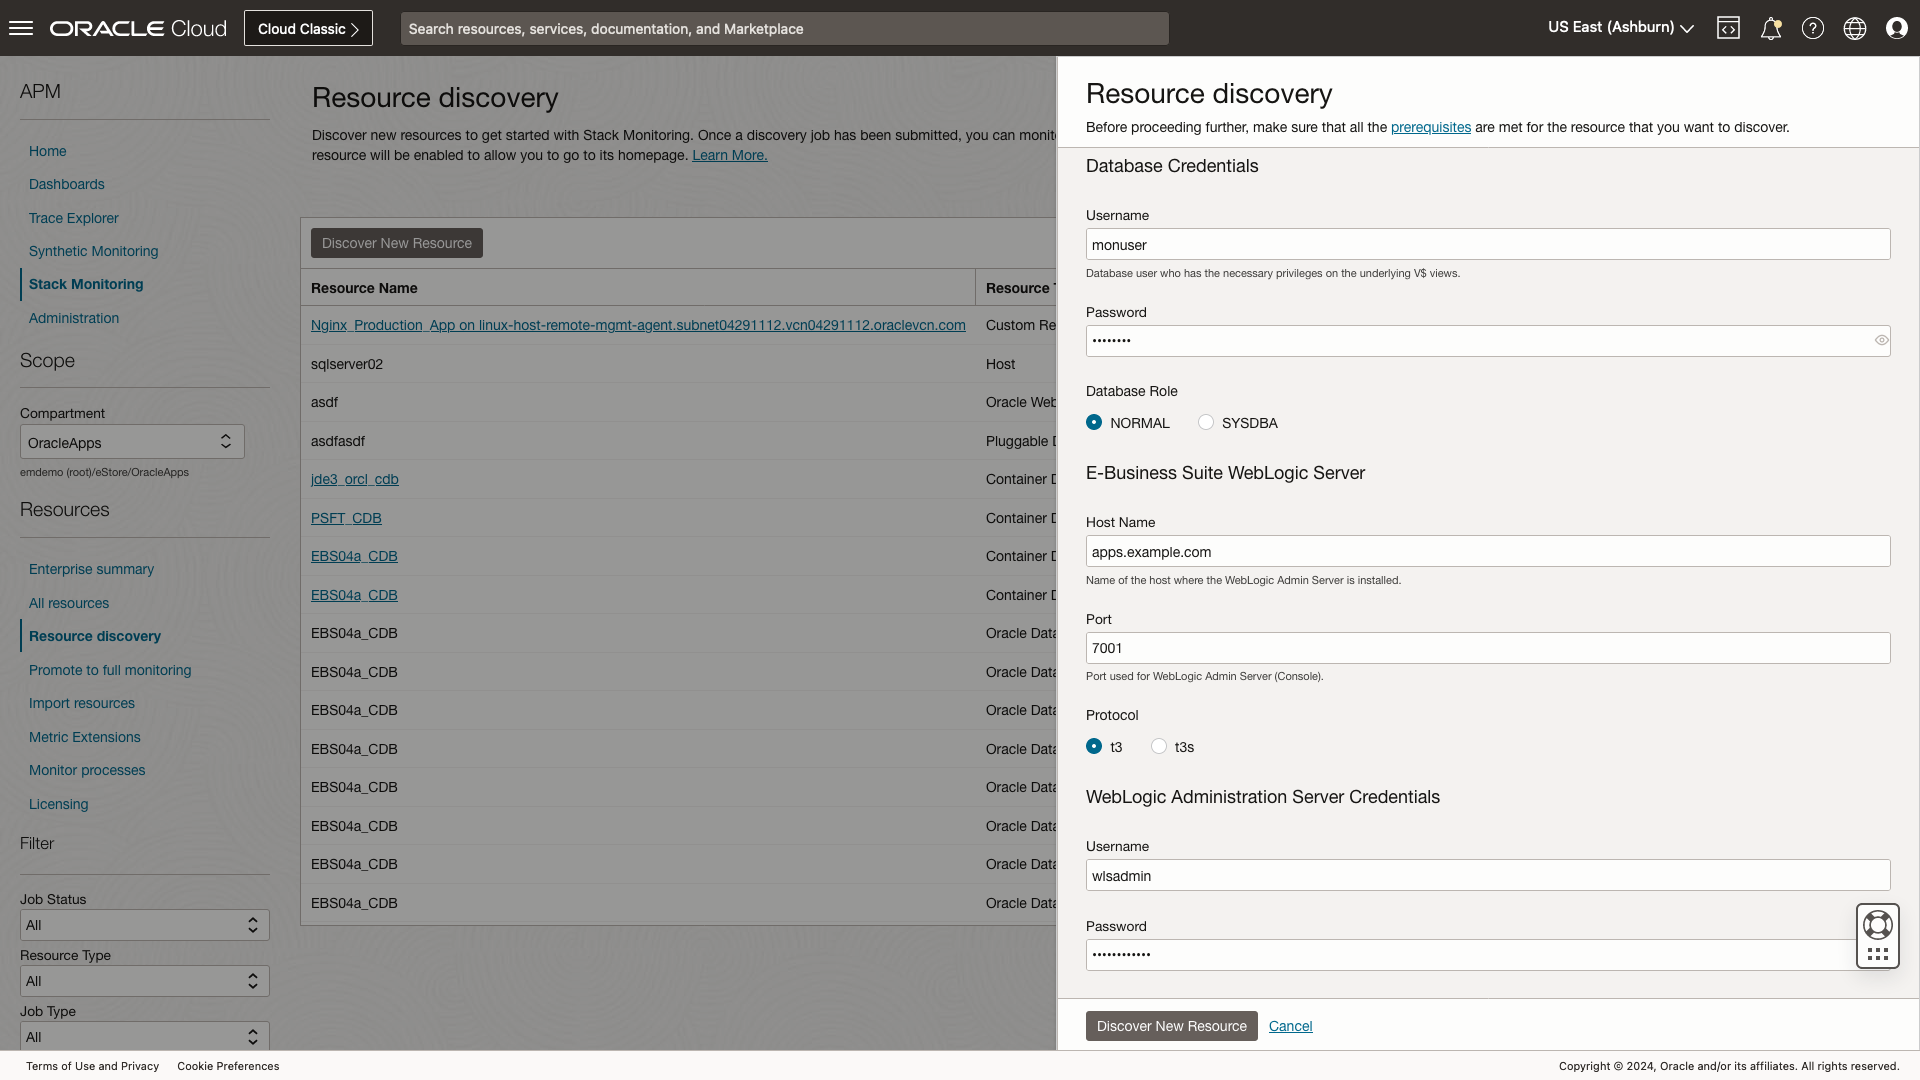 ORACLE Cloud
Cloud Classic
Search resources, services, documentation, and Marketplace
US East (Ashburn)
APM
Home
Dashboards
Trace Explorer
Synthetic Monitoring
Stack Monitoring
Administration
Scope
Compartment
OracleApps
emdemo (root)/eStore/OracleApps
Resources
Enterprise summary
All resources
Resource discovery
Promote to full monitoring
Import resources
Metric Extensions
Monitor processes
Licensing
Filter
Job Status
All
Resource Type
All
Job Type
All
Resource discovery
Discover new resources to get started with Stack Monitoring. Once a discovery job has been submitted, you can monit
resource will be enabled to allow you to go to its homepage. Learn More.
Discover New Resource
Resource Name Resource T
Nginx_Production_App on linux-host-remote-mgmt-agent.subnet04291112.vcn04291112.oraclevcn.com Custom Re
sqlserver02 Host
asdf Oracle Web
asdfasdf Pluggable D
jde3_orcl_cdb Container D
PSFT_CDB Container D
EBS04a_CDB Container D
EBS04a_CDB Container D
EBS04a_CDB Oracle Data
EBS04a_CDB Oracle Data
EBS04a_CDB Oracle Data
EBS04a_CDB Oracle Data
EBS04a_CDB Oracle Data
EBS04a_CDB Oracle Data
EBS04a_CDB Oracle Data
EBS04a_CDB Oracle Data
Resource discovery
Before proceeding further, make sure that all the prerequisites are met for the resource that you want to discover.
Database Credentials
Username
monuser
Database user who has the necessary privileges on the underlying V$ views.
Password
••••••••
Database Role
NORMAL SYSDBA
E-Business Suite WebLogic Server
Host Name
apps.example.com
Name of the host where the WebLogic Admin Server is installed.
Port
7001
Port used for WebLogic Admin Server (Console).
Protocol
t3 t3s
WebLogic Administration Server Credentials
Username
wlsadmin
Password
••••••••••••
Discover New Resource Cancel
Terms of Use and Privacy Cookie Preferences
Copyright © 2024, Oracle and/or its affiliates. All rights reserved.